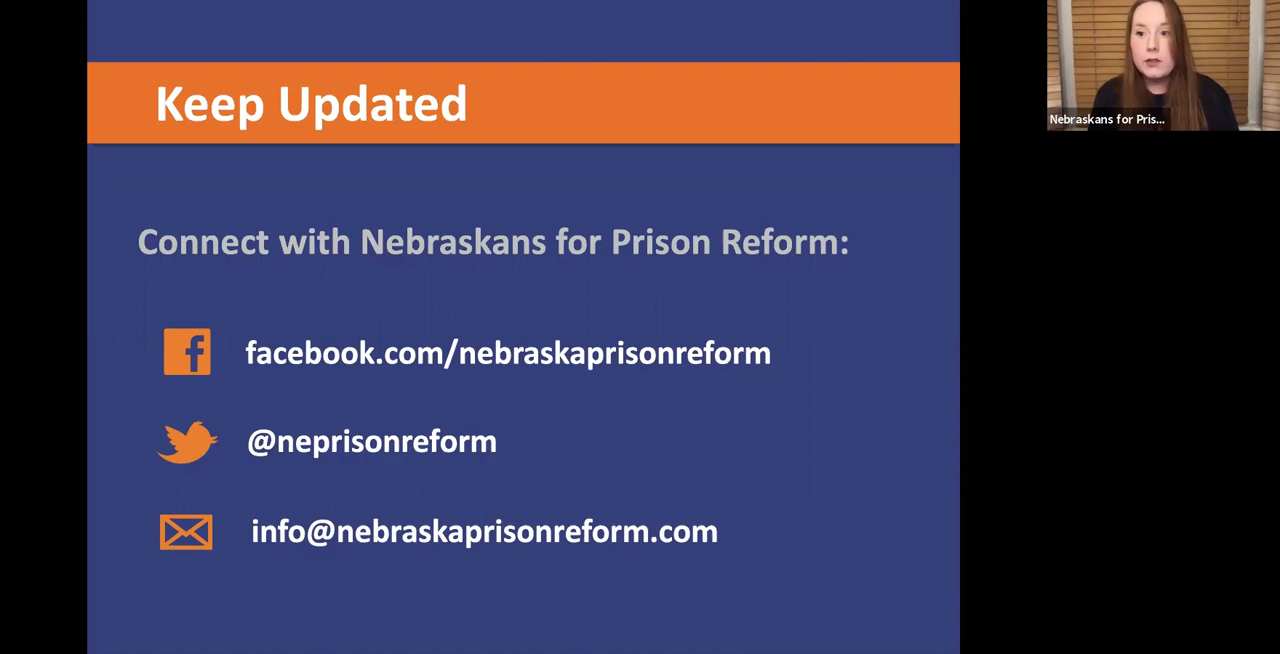 Keep Updated
Connect with Nebraskans for Prison Reform:
facebook.com/nebraskaprisonreform
@neprisonreform
info@nebraskaprisonreform.com
Nebraskans for Pris...